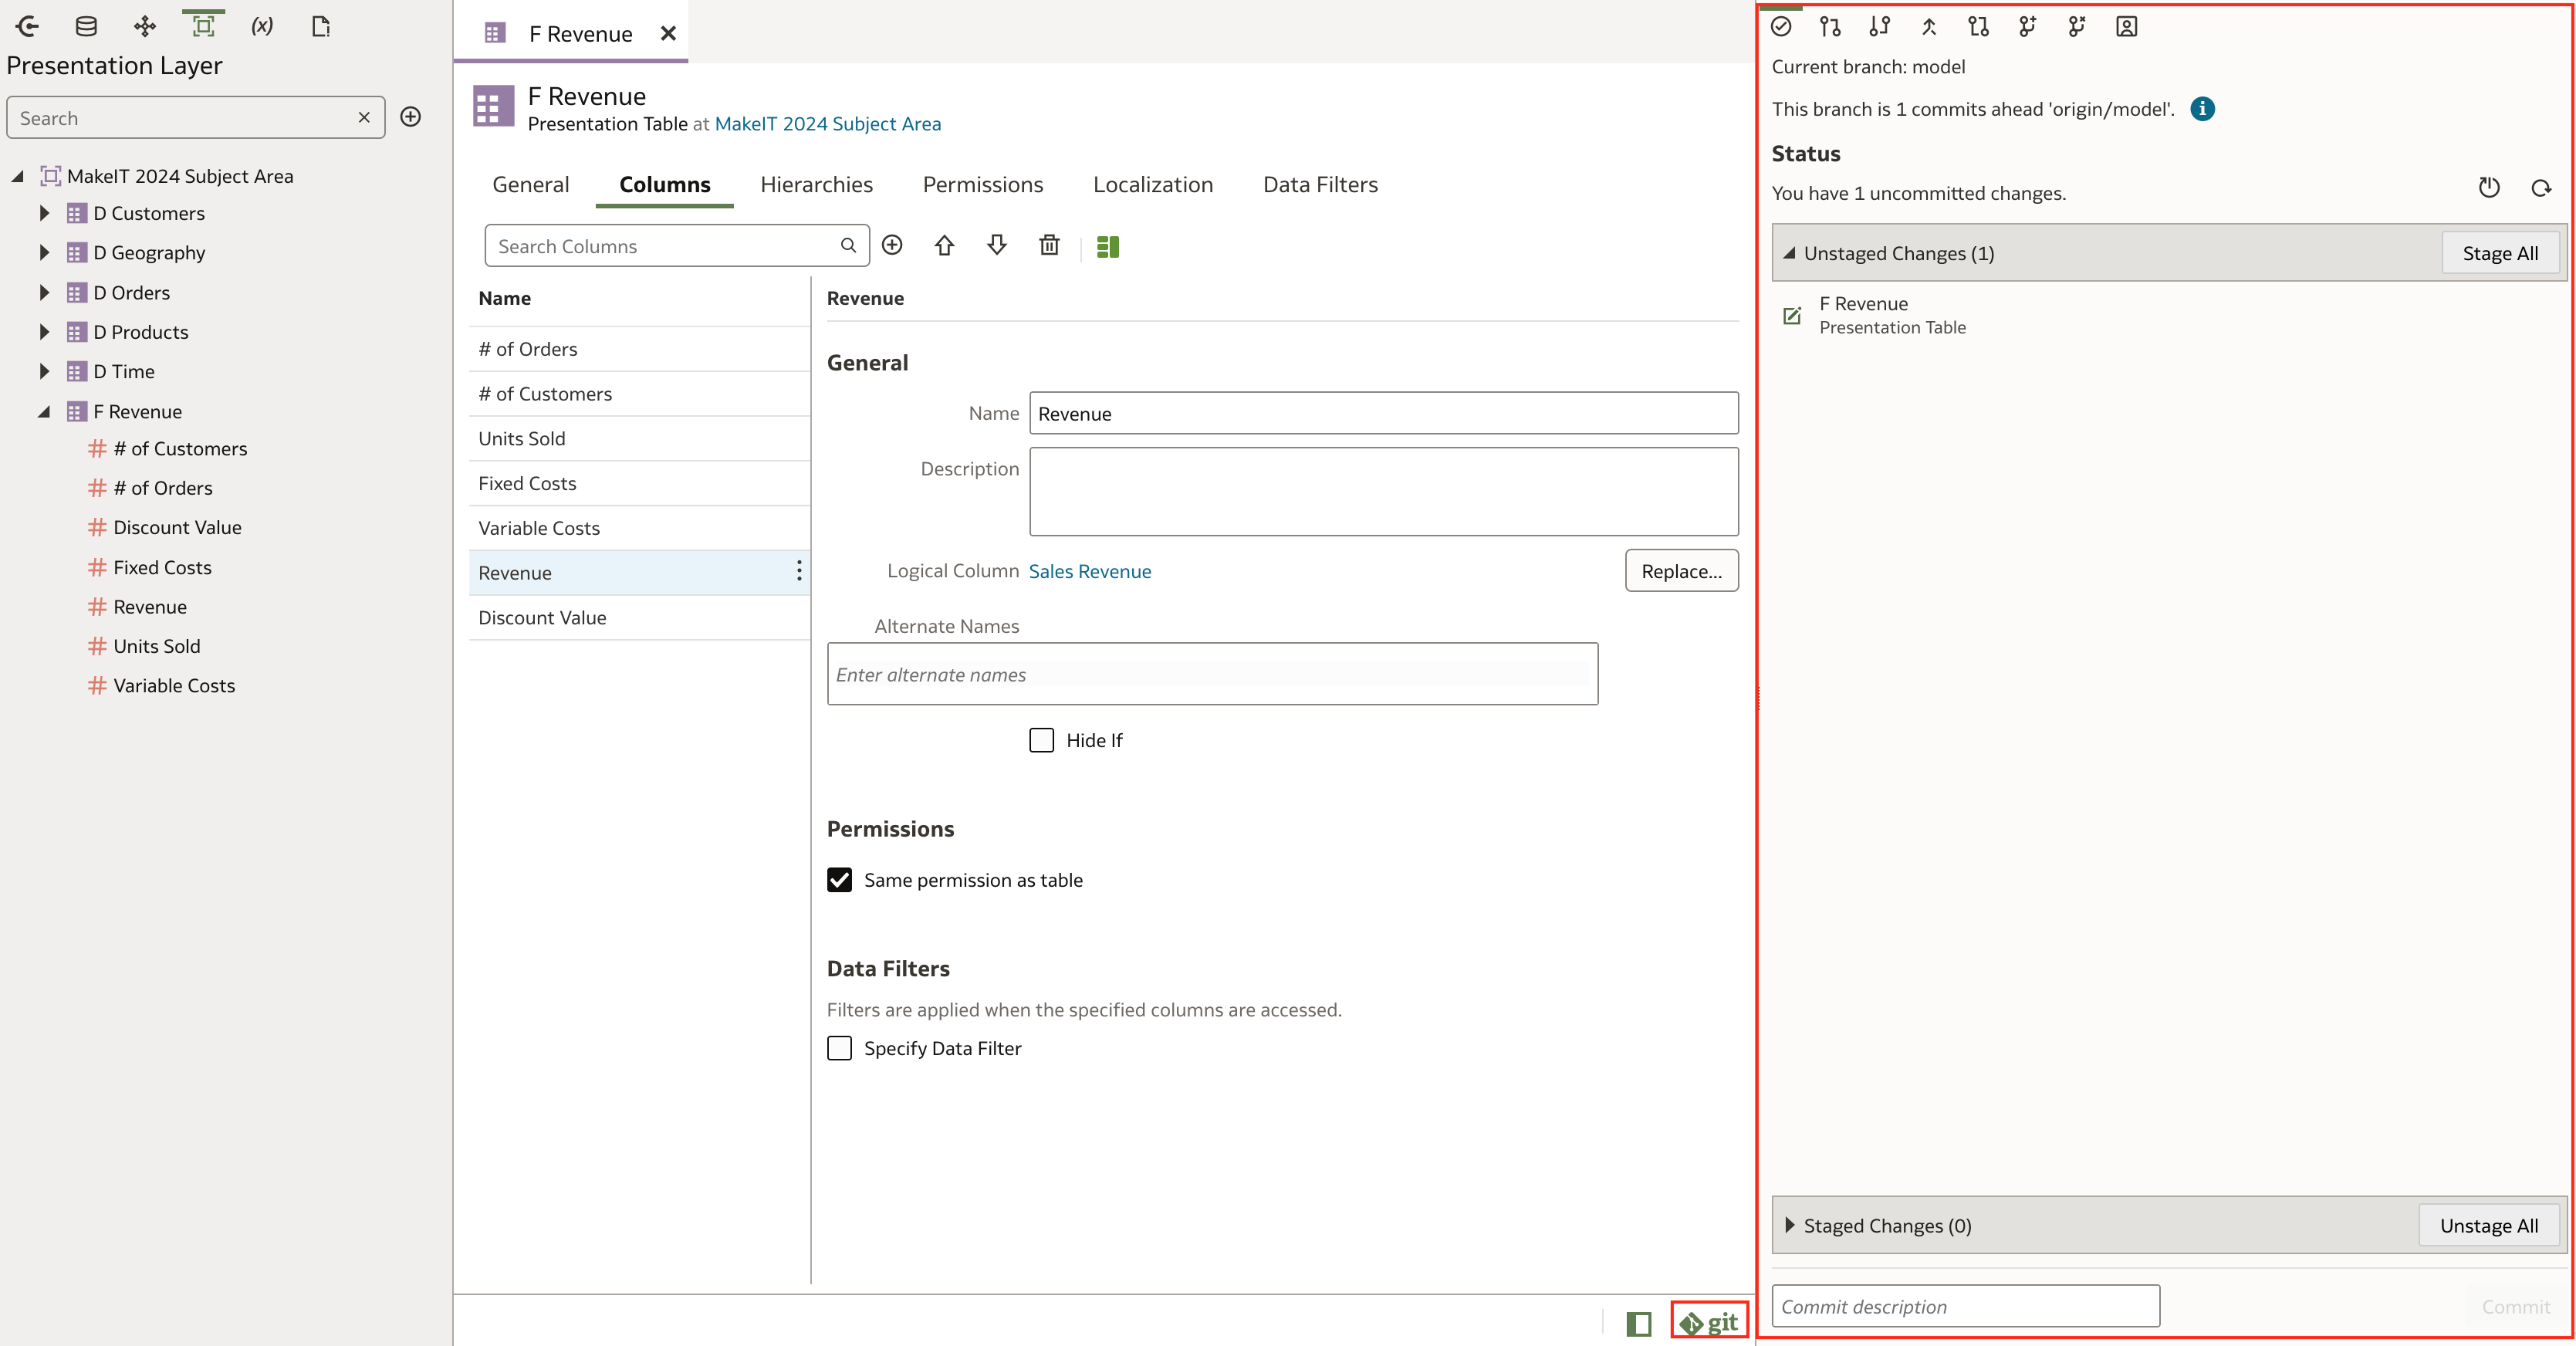 (x)
Presentation Layer
Search
MakeIT 2024 Subject Area
D Customers
D Geography
D Orders
D Products
D Time
F Revenue
# of Customers
# of Orders
Discount Value
Fixed Costs
Revenue
Units Sold
Variable Costs
F Revenue
F Revenue
Presentation Table at MakeIT 2024 Subject Area
General Columns Hierarchies Permissions Localization Data Filters
Search Columns
Name
# of Orders
# of Customers
Units Sold
Fixed Costs
Variable Costs
Revenue
Discount Value
Revenue
General
Name Revenue
Description
Logical Column Sales Revenue Replace...
Alternate Names
Enter alternate names
Hide If
Permissions
Same permission as table
Data Filters
Filters are applied when the specified columns are accessed.
Specify Data Filter
git
Current branch: model
This branch is 1 commits ahead 'origin/model'.
Status
You have 1 uncommitted changes.
Unstaged Changes (1) Stage All
F Revenue
Presentation Table
Staged Changes (0) Unstage All
Commit description Commit